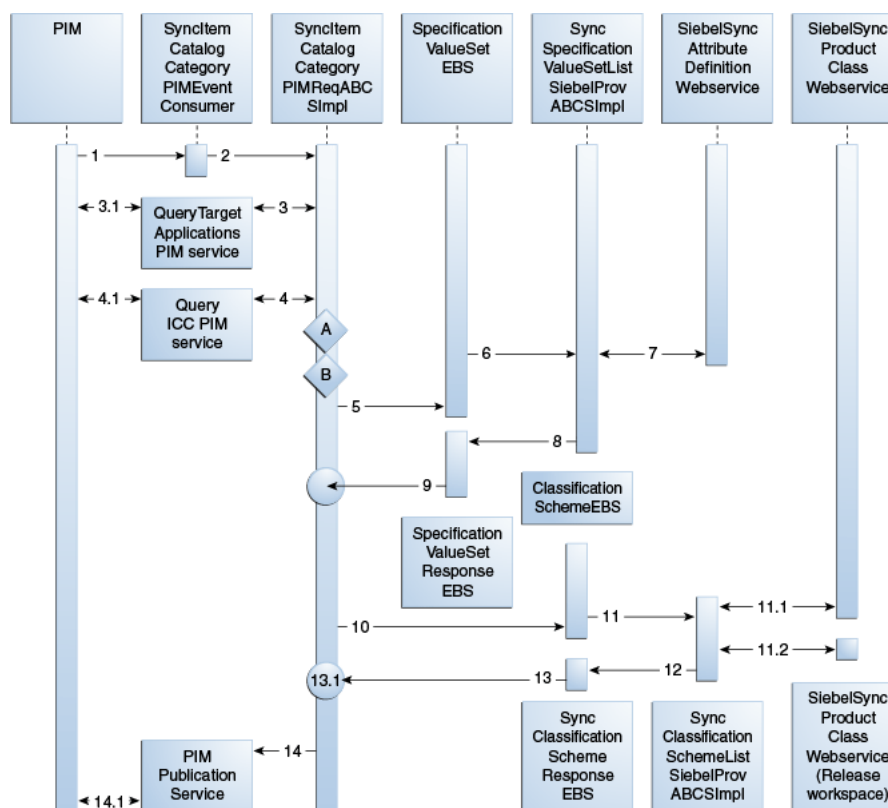 PIM
SyncItem
Catalog
Category
PIMEvent
Consumer
SyncItem
Catalog
Category
PIMReqABC
SImpl
Specification
ValueSet
EBS
Sync
Specification
ValueSetList
SiebelProv
ABCSImpl
SiebelSync
Attribute
Definition
Webservice
SiebelSync
Product
Class
Webservice
1
2
3.1
QueryTarget
Applications
PIM service
3
4.1
Query
ICC PIM
service
4
A
B
6
7
5
8
9
Classification
SchemeEBS
Specification
ValueSet
Response
EBS
10
11
11.1
11.2
12
13
13.1
Sync
Classification
Scheme
Response
EBS
Sync
Classification
SchemeList
SiebelProv
ABCSImpl
SiebelSync
Product
Class
Webservice
(Release
workspace)
14
PIM
Publication
Service
14.1